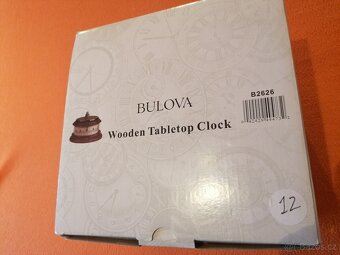 B2626
BULOVA
Wooden Tabletop Clock
12